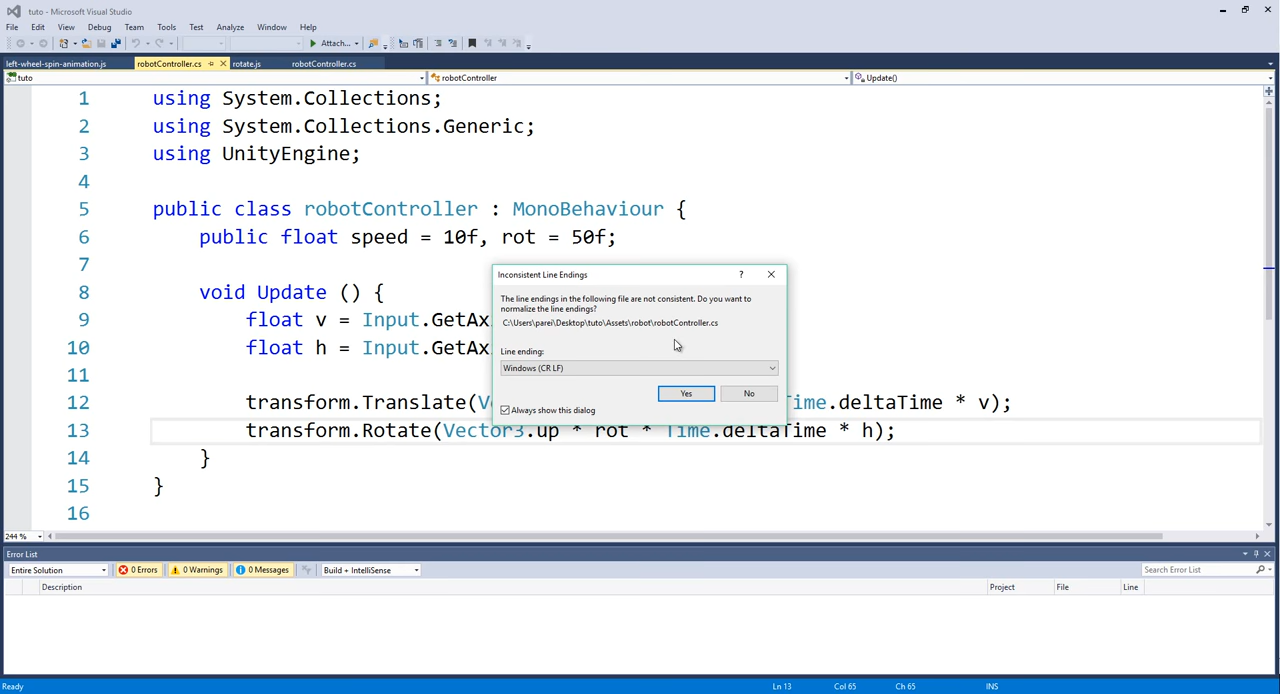 tuto - Microsoft Visual Studio
File Edit View Debug Team Tools Test Analyze Window Help
Attach...
left-wheel-spin-animation.js robotController.cs rotate.js robotController.cs
tuto robotController Update()
1 using System.Collections;
2 using System.Collections.Generic;
3 using UnityEngine;
4
5 public class robotController : MonoBehaviour {
6 public float speed = 10f, rot = 50f;
7
8 void Update () {
9 float v = Input.GetAx
10 float h = Input.GetAx
11
12 transform.Translate( ime.deltaTime * v);
13 transform.Rotate(Vector3.up * rot * Time.deltaTime * h);
14 }
15 }
16
Inconsistent Line Endings ?
The line endings in the following file are not consistent. Do you want to
normalize the line endings?
C:\Users\parei\Desktop\tuto\Assets\robot\robotController.cs
Line ending:
Windows (CR LF)
Yes No
Always show this dialog
244 %
Error List
Entire Solution 0 Errors 0 Warnings 0 Messages Build + IntelliSense Search Error List
Description Project File Line
Ready Ln 13 Col 65 Ch 65 INS